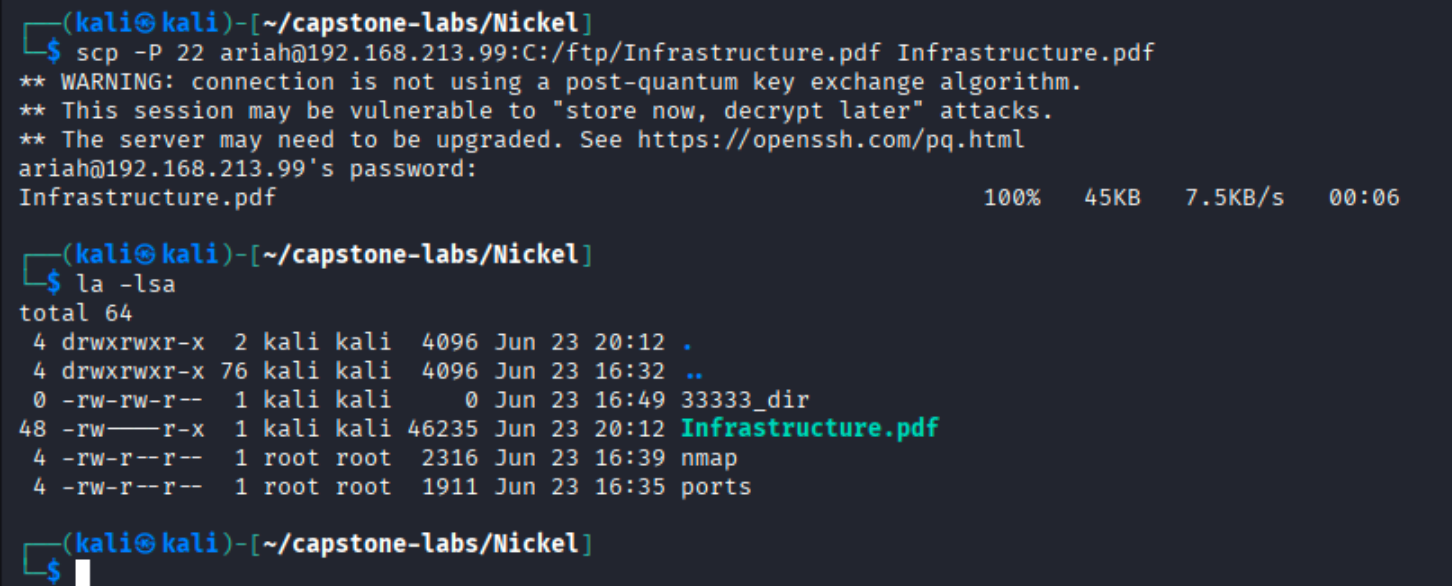 ┌──(kali㉿kali)-[~/capstone-labs/Nickel]
└─$ scp -P 22 ariah@192.168.213.99:C:/ftp/Infrastructure.pdf Infrastructure.pdf
** WARNING: connection is not using a post-quantum key exchange algorithm.
** This session may be vulnerable to "store now, decrypt later" attacks.
** The server may need to be upgraded. See https://openssh.com/pq.html
ariah@192.168.213.99's password:
Infrastructure.pdf 100% 45KB 7.5KB/s 00:06
┌──(kali㉿kali)-[~/capstone-labs/Nickel]
└─$ la -lsa
total 64
4 drwxrwxr-x 2 kali kali 4096 Jun 23 20:12 .
4 drwxrwxr-x 76 kali kali 4096 Jun 23 16:32 ..
0 -rw-rw-r-- 1 kali kali 0 Jun 23 16:49 33333_dir
48 -rw----r-x 1 kali kali 46235 Jun 23 20:12 Infrastructure.pdf
4 -rw-r--r-- 1 root root 2316 Jun 23 16:39 nmap
4 -rw-r--r-- 1 root root 1911 Jun 23 16:35 ports
┌──(kali㉿kali)-[~/capstone-labs/Nickel]
└─$